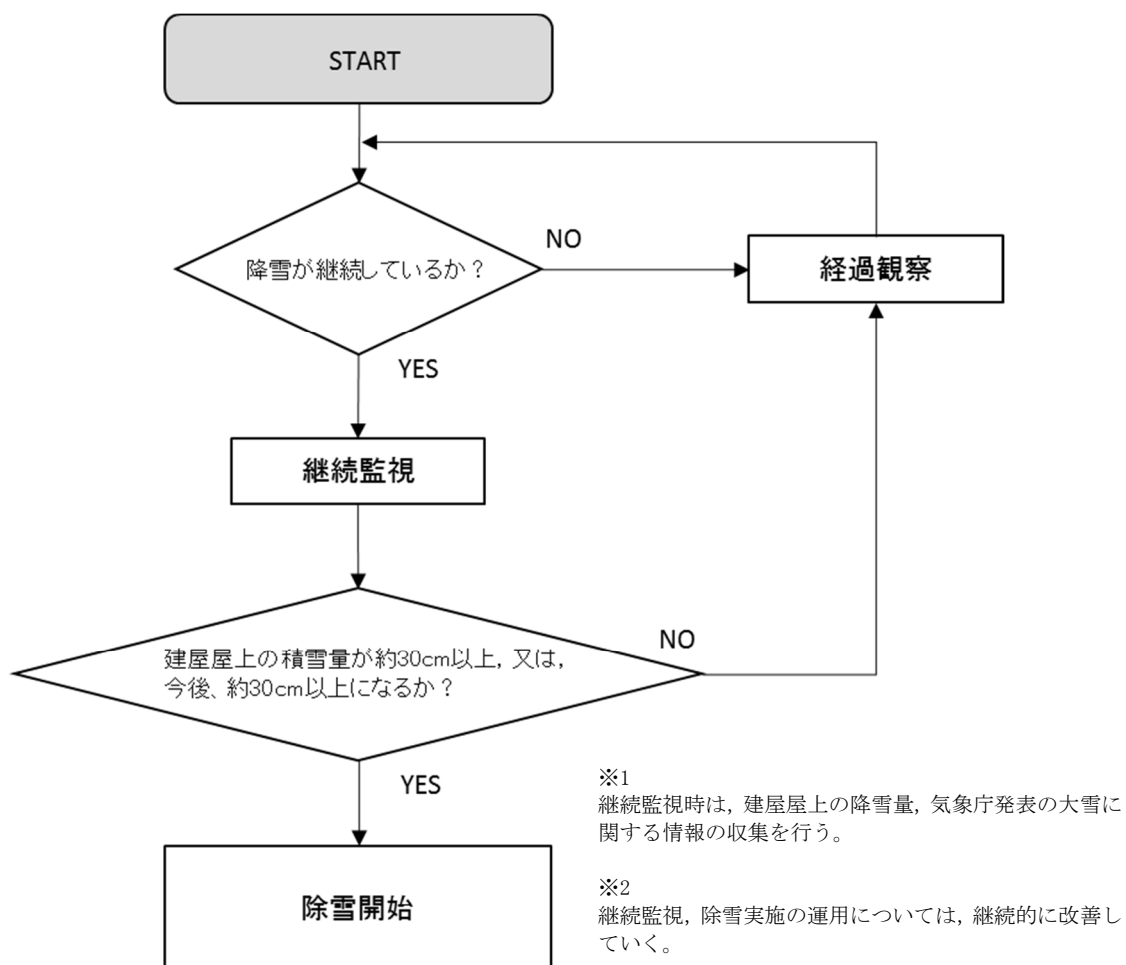 START
降雪が継続しているか？
NO
経過観察
YES
継続監視
建屋屋上の積雪量が約30cm以上，又は，
今後、約30cm以上になるか？
NO
YES
除雪開始
※1
継続監視時は，建屋屋上の降雪量，気象庁発表の大雪に
関する情報の収集を行う。
※2
継続監視，除雪実施の運用については，継続的に改善し
ていく。